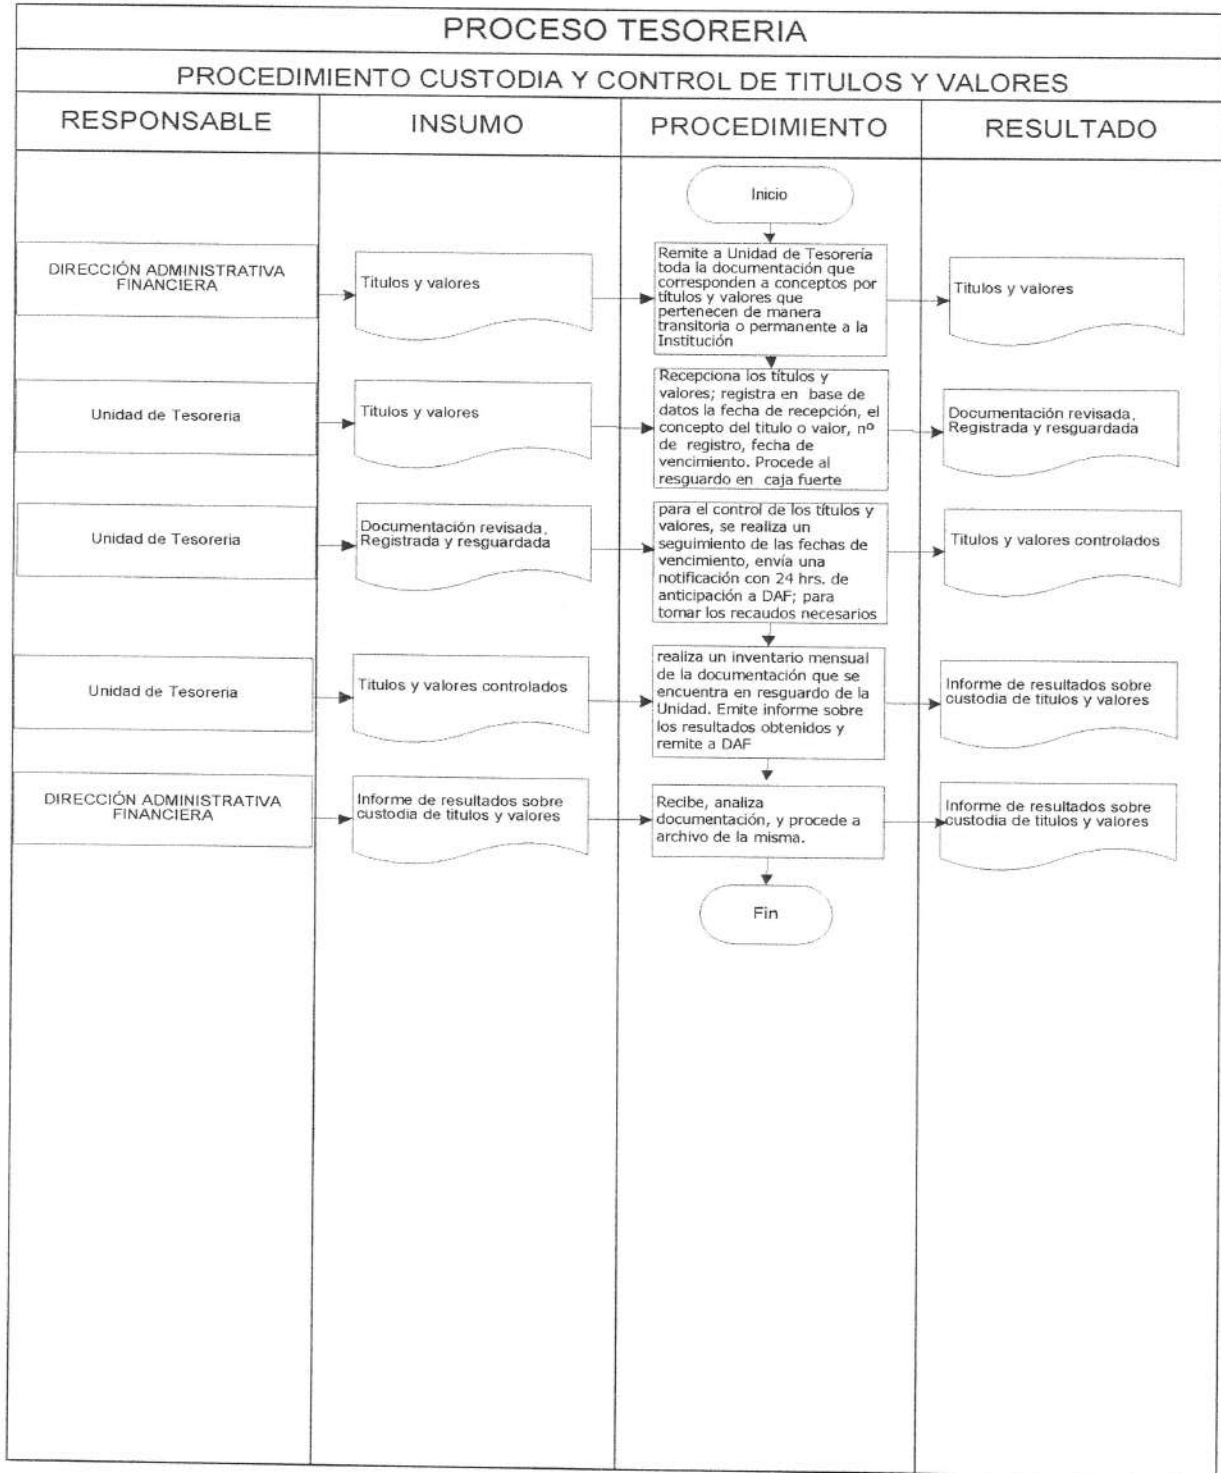 PROCESO TESORERIA
PROCEDIMIENTO CUSTODIA Y CONTROL DE TITULOS Y VALORES
RESPONSABLE
INSUMO
PROCEDIMIENTO
RESULTADO
Inicio
DIRECCIÓN ADMINISTRATIVA
FINANCIERA
Titulos y valores
Remite a Unidad de Tesorería
toda la documentación que
corresponden a conceptos por
títulos y valores que
pertenecen de manera
transitoria o permanente a la
Institución
Titulos y valores
Unidad de Tesoreria
Titulos y valores
Recepciona los títulos y
valores; registra en base de
datos la fecha de recepción, el
concepto del titulo o valor, nº
de registro, fecha de
vencimiento. Procede al
resguardo en caja fuerte
Documentación revisada,
Registrada y resguardada
Unidad de Tesoreria
Documentación revisada,
Registrada y resguardada
para el control de los títulos y
valores, se realiza un
seguimiento de las fechas de
vencimiento, envía una
notificación con 24 hrs. de
anticipación a DAF; para
tomar los recaudos necesarios
Titulos y valores controlados
Unidad de Tesoreria
Titulos y valores controlados
realiza un inventario mensual
de la documentación que se
encuentra en resguardo de la
Unidad. Emite informe sobre
los resultados obtenidos y
remite a DAF
Informe de resultados sobre
custodia de titulos y valores
DIRECCIÓN ADMINISTRATIVA
FINANCIERA
Informe de resultados sobre
custodia de titulos y valores
Recibe, analiza
documentación, y procede a
archivo de la misma.
Informe de resultados sobre
custodia de titulos y valores
Fin